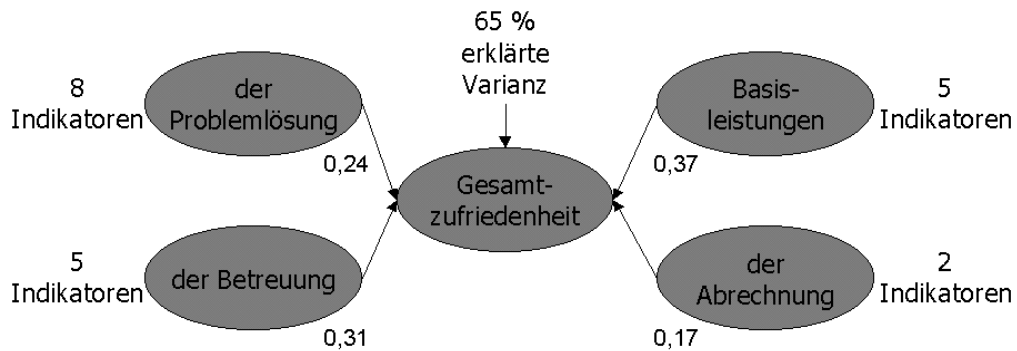 65 %
erklärte
Varianz
8
Indikatoren
der
Problemlösung
0,24
Basis-
leistungen
5
Indikatoren
0,37
Gesamt-
zufriedenheit
5
Indikatoren
der Betreuung
0,31
der
Abrechnung
2
Indikatoren
0,17